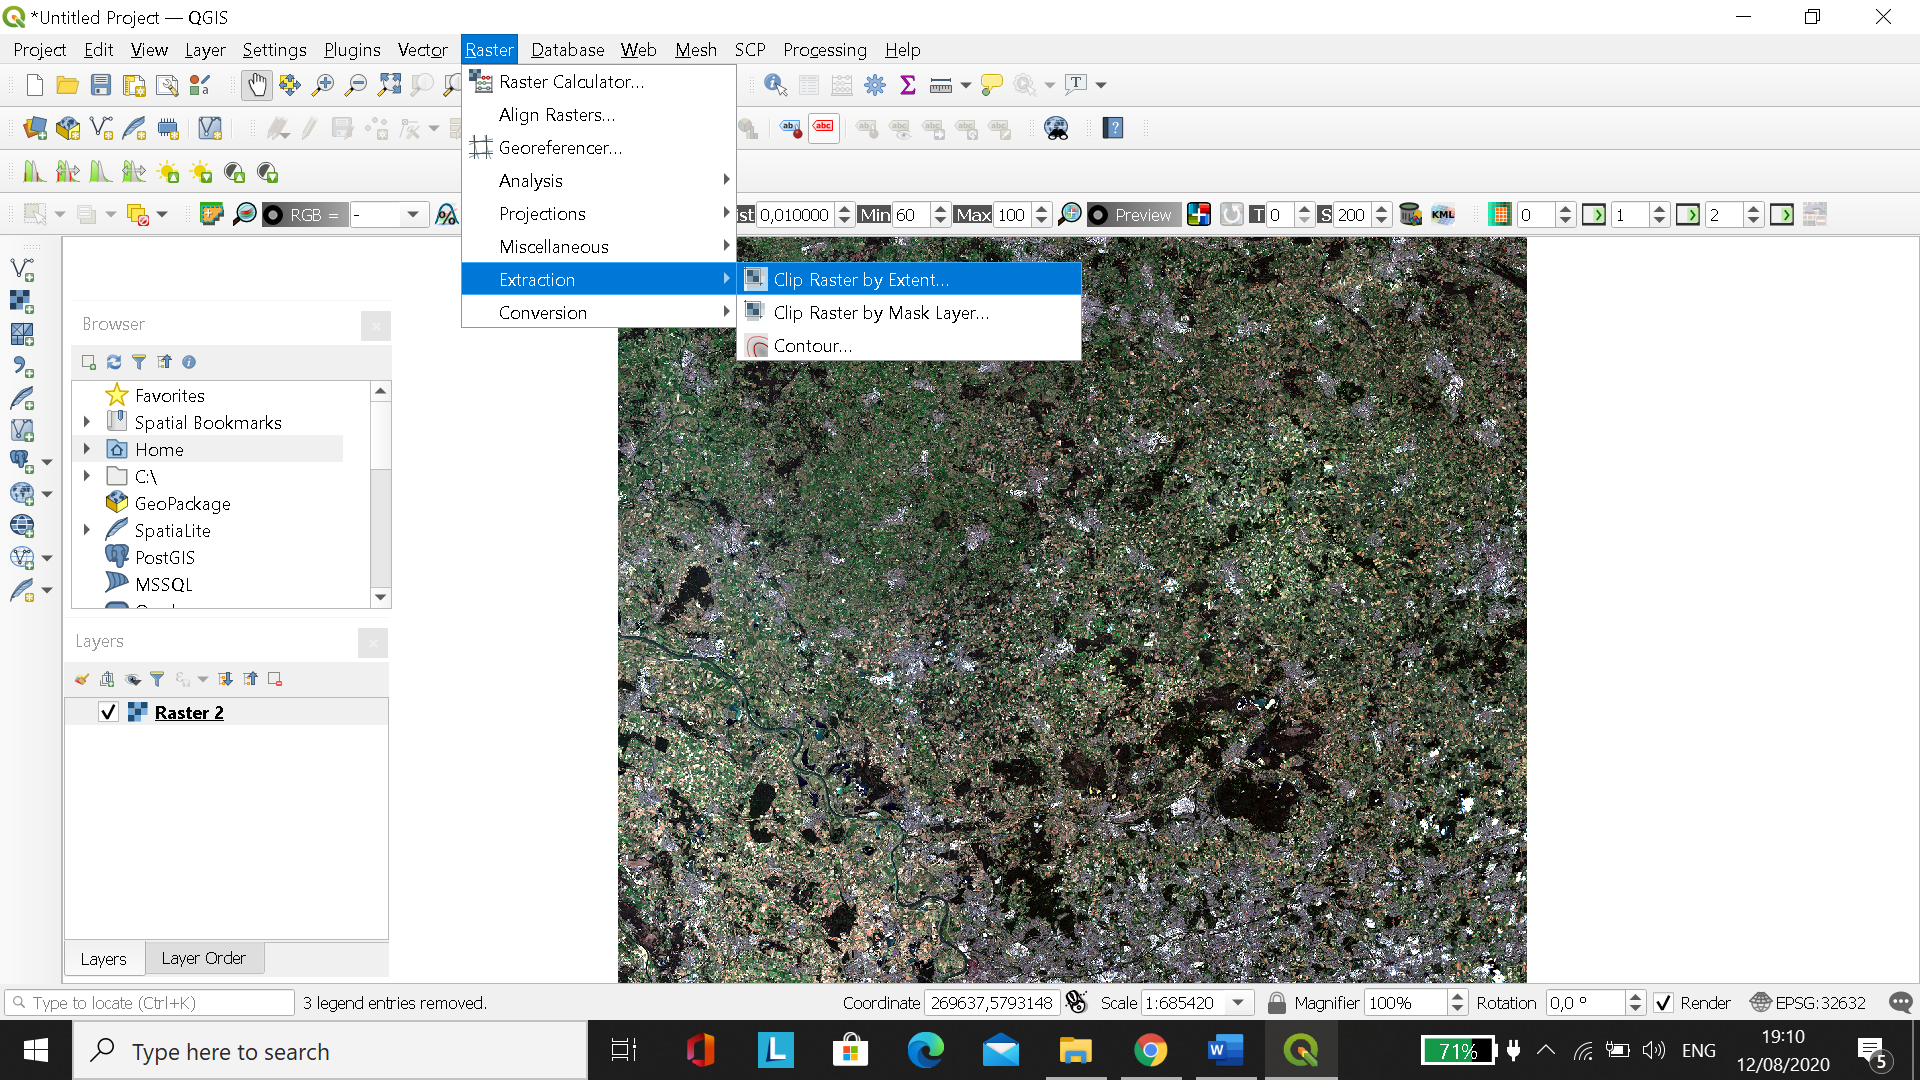 *Untitled Project — QGIS
Project Edit View Layer Settings Plugins Vector Raster Database Web Mesh SCP Processing Help
Raster Calculator...
Align Rasters...
Georeferencer...
Analysis
Projections
Miscellaneous
Extraction
Conversion
Clip Raster by Extent...
Clip Raster by Mask Layer...
Contour...
RGB = - ist 0,010000 Min 60 Max 100 Preview T 0 S 200 KML 0 1 2
Browser
Favorites
Spatial Bookmarks
Home
C:\
GeoPackage
SpatiaLite
PostGIS
MSSQL
Layers
Raster 2
Layers Layer Order
Type to locate (Ctrl+K) 3 legend entries removed. Coordinate 269637,5793148 Scale 1:685420 Magnifier 100% Rotation 0,0 ° Render EPSG:32632
Type here to search 71% ENG 19:10
12/08/2020 5